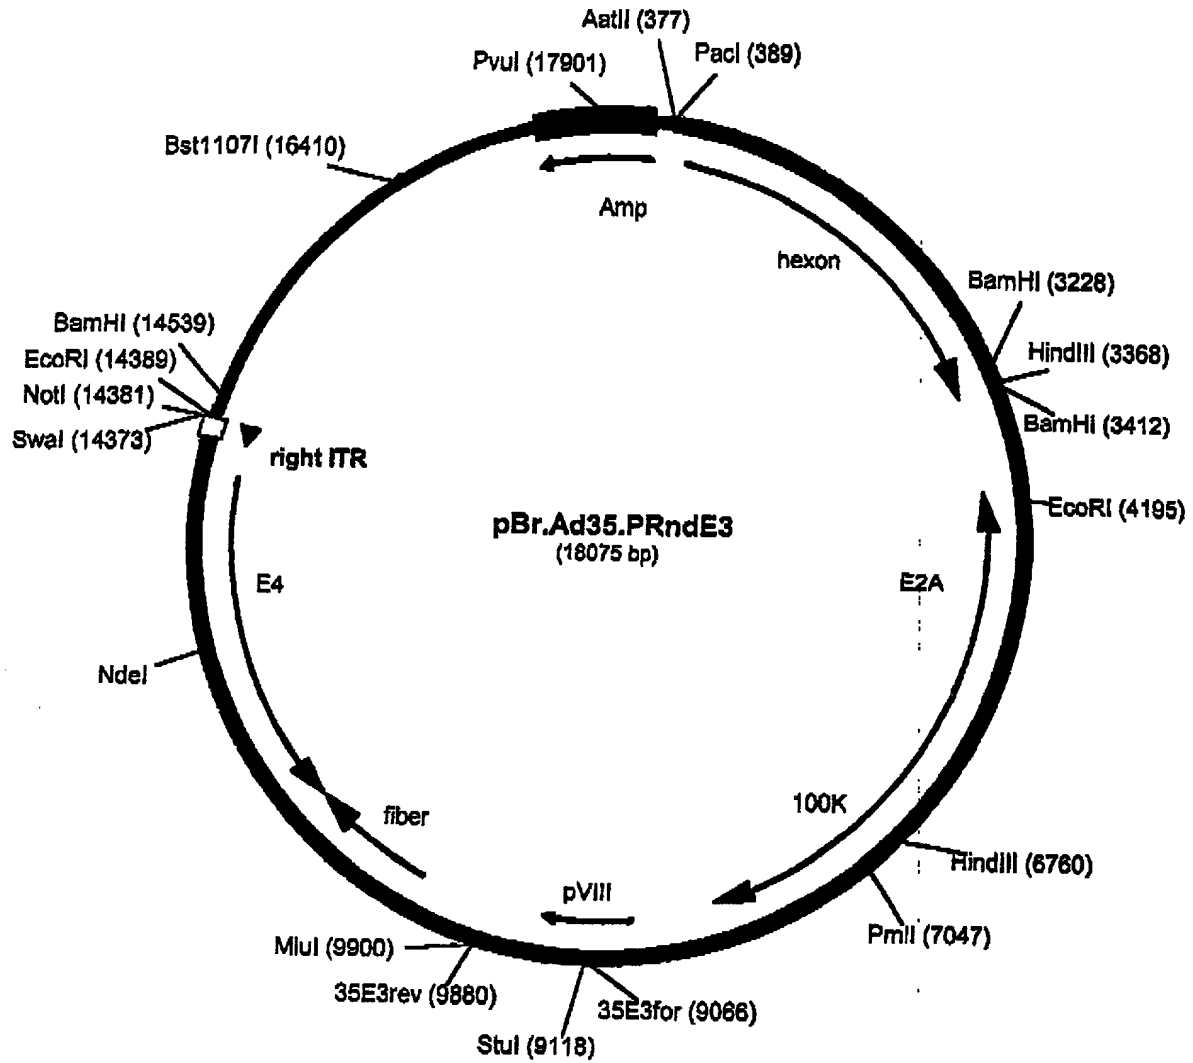 AatII (377)
PacI (389)
PvuI (17901)
Bst1107I (16410)
Amp
hexon
BamHI (3228)
HindIII (3368)
BamHI (3412)
EcoRI (4195)
BamHI (14539)
EcoRI (14389)
NotI (14381)
SwaI (14373)
right ITR
pBr.Ad35.PRndE3
(18075 bp)
E4
E2A
NdeI
100K
fiber
HindIII (6760)
pVIII
PmlI (7047)
MluI (9900)
35E3rev (9880)
35E3for (9066)
StuI (9118)